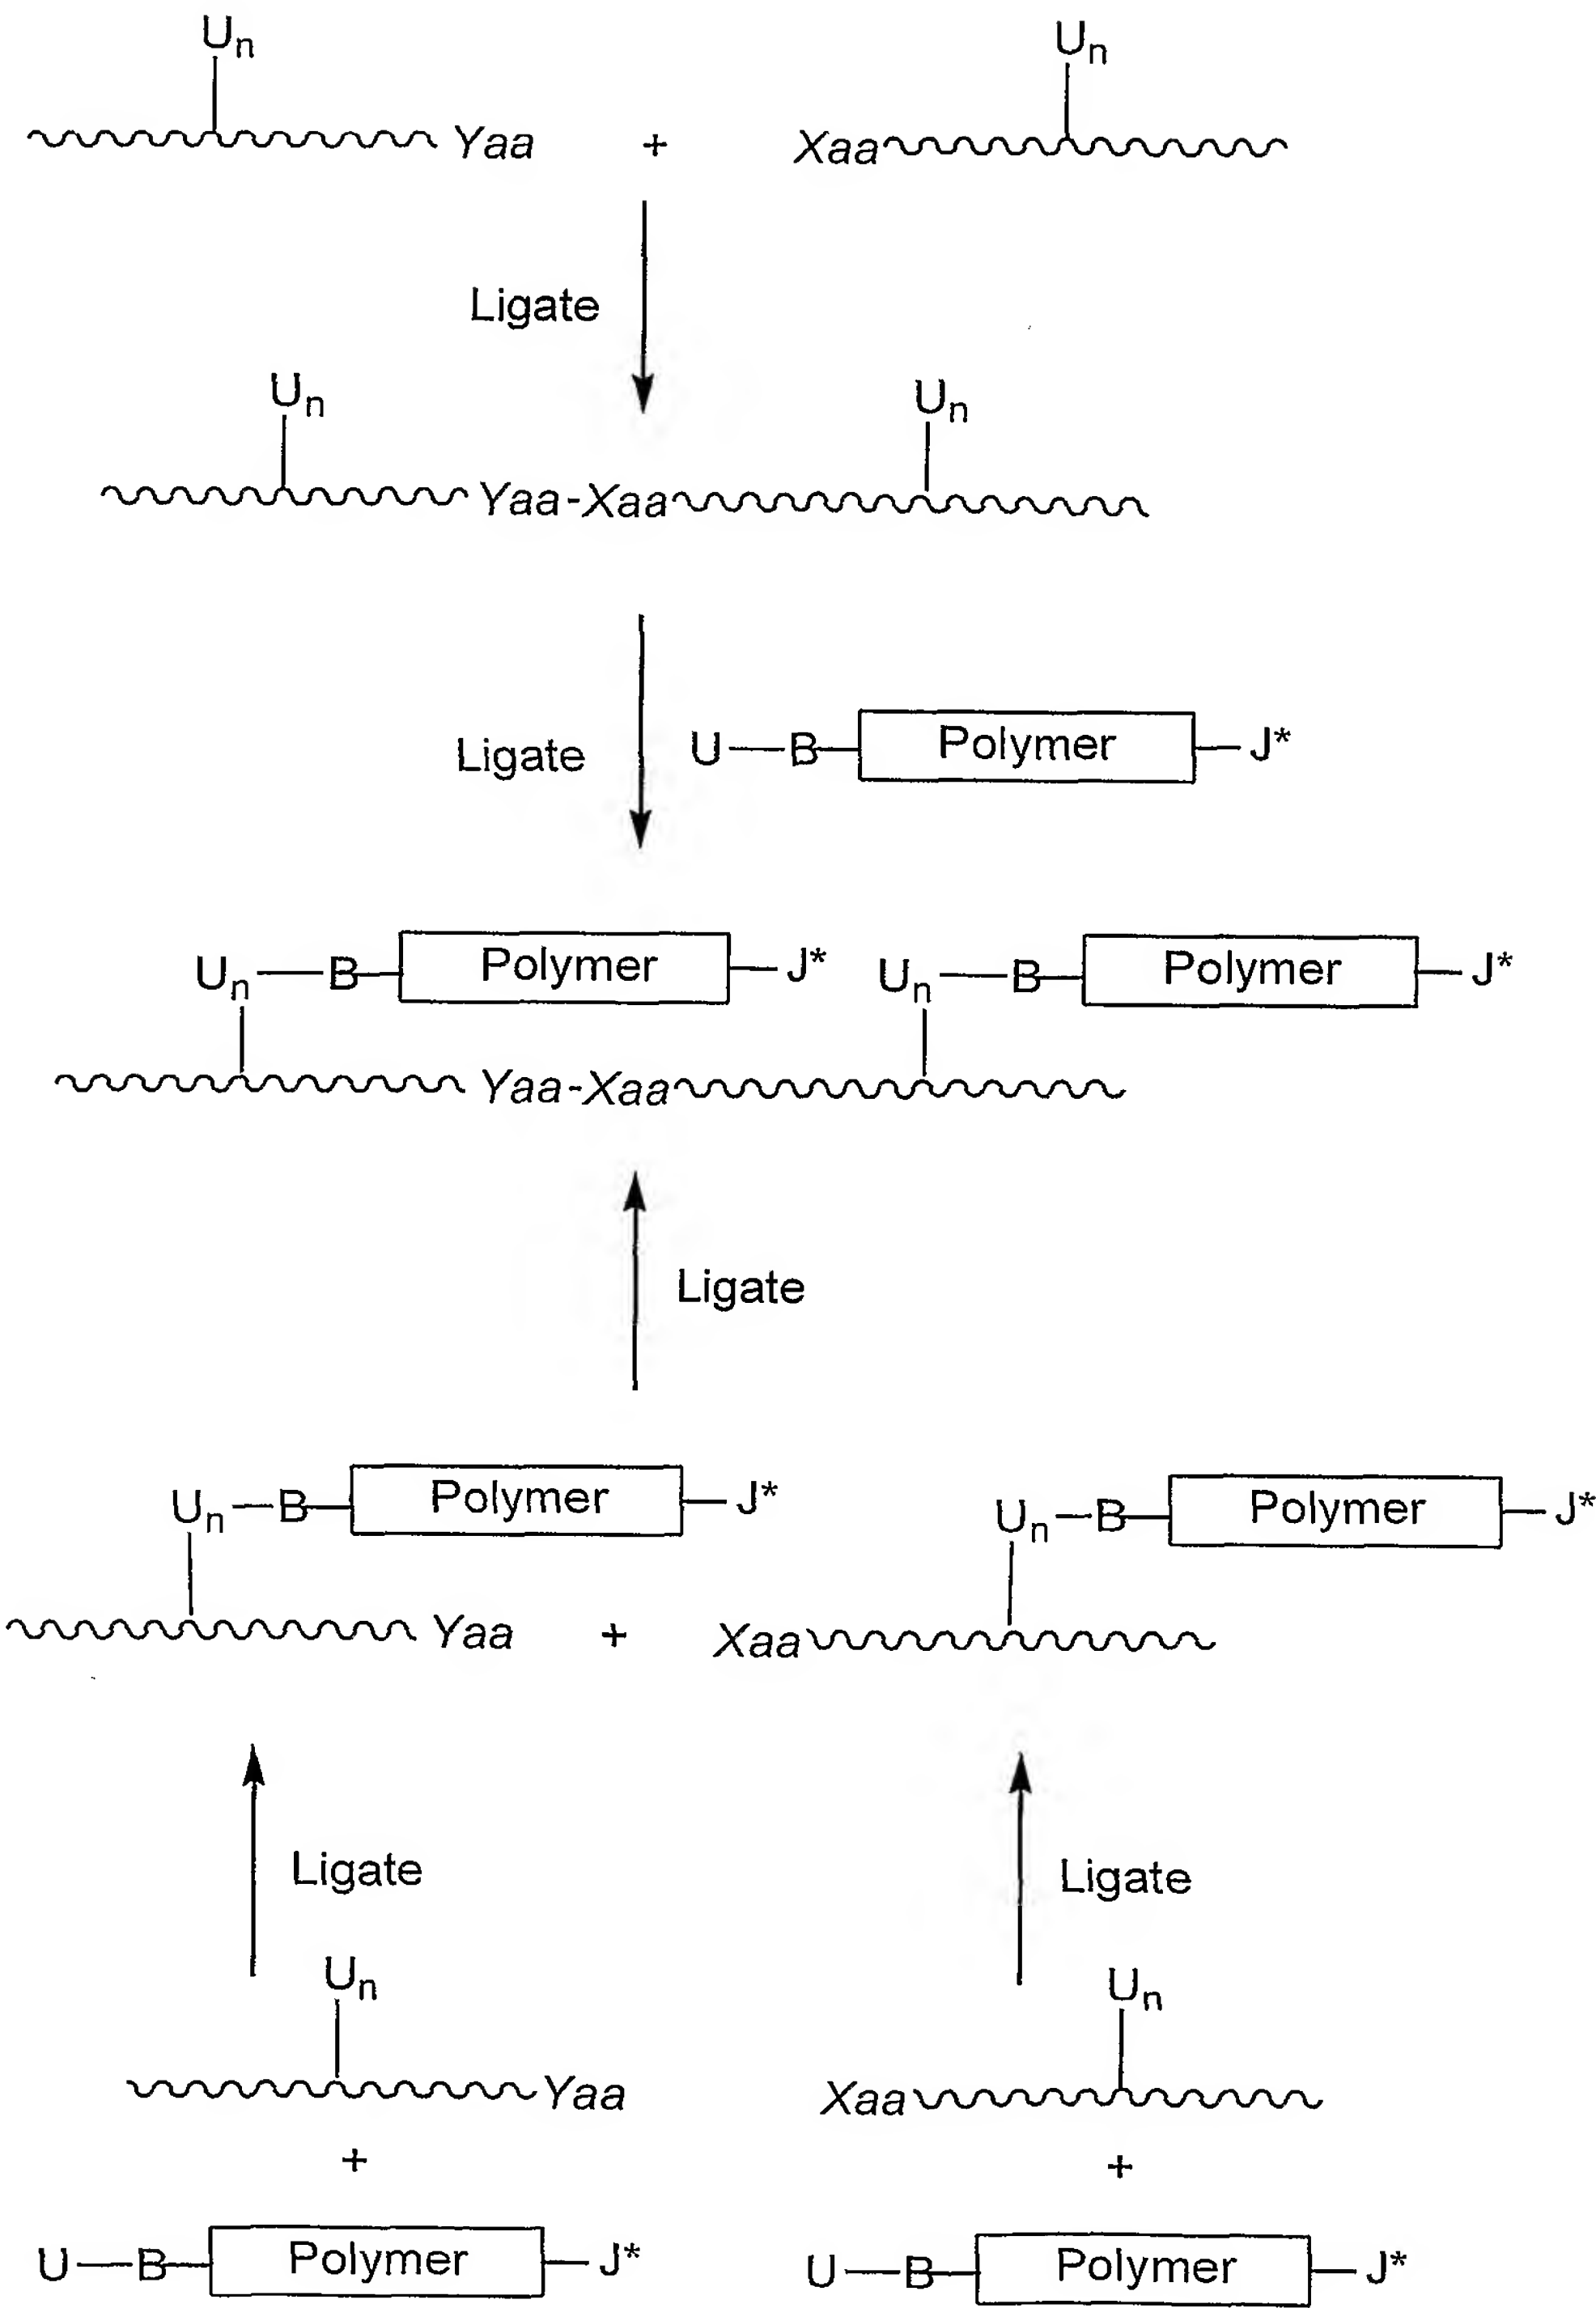 Uₙ Uₙ
Yaa + Xaa
Ligate
Uₙ Uₙ
Yaa-Xaa
Ligate U—B—Polymer—J*
Uₙ—B—Polymer—J* Uₙ—B—Polymer—J*
Yaa-Xaa
Ligate
Uₙ—B—Polymer—J* Uₙ—B—Polymer—J*
Yaa + Xaa
Ligate Ligate
Uₙ Uₙ
Yaa Xaa
+ +
U—B—Polymer—J* U—B—Polymer—J*